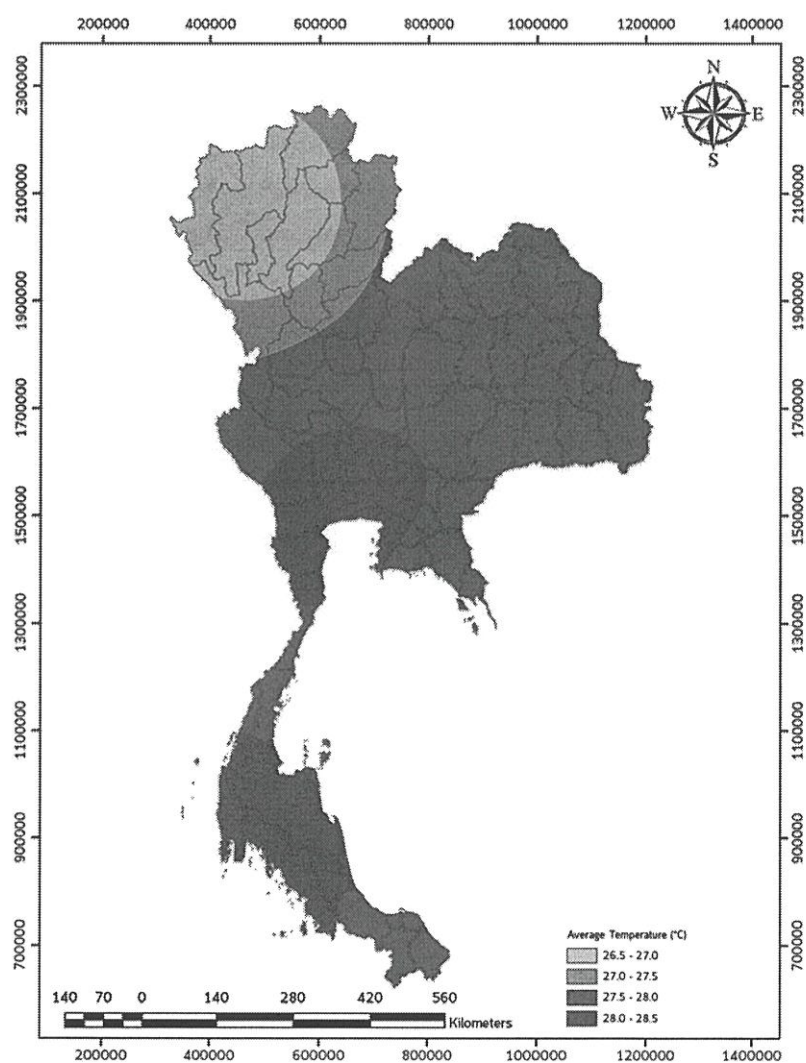 200000 400000 600000 800000 1000000 1200000 1400000
N
W E
S
2300000 2300000
2100000 2100000
1900000 1900000
1700000 1700000
1500000 1500000
1300000 1300000
1100000 1100000
900000 900000
700000 700000
Average Temperature (°C)
26.5 - 27.0
27.0 - 27.5
27.5 - 28.0
28.0 - 28.5
140 70 0 140 280 420 560
Kilometers
200000 400000 600000 800000 1000000 1200000 1400000